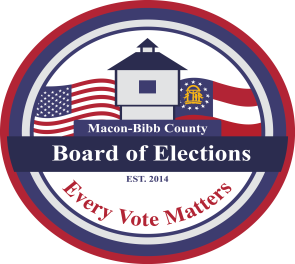 Macon-Bibb County
Board of Elections
EST. 2014
Every Vote Matters